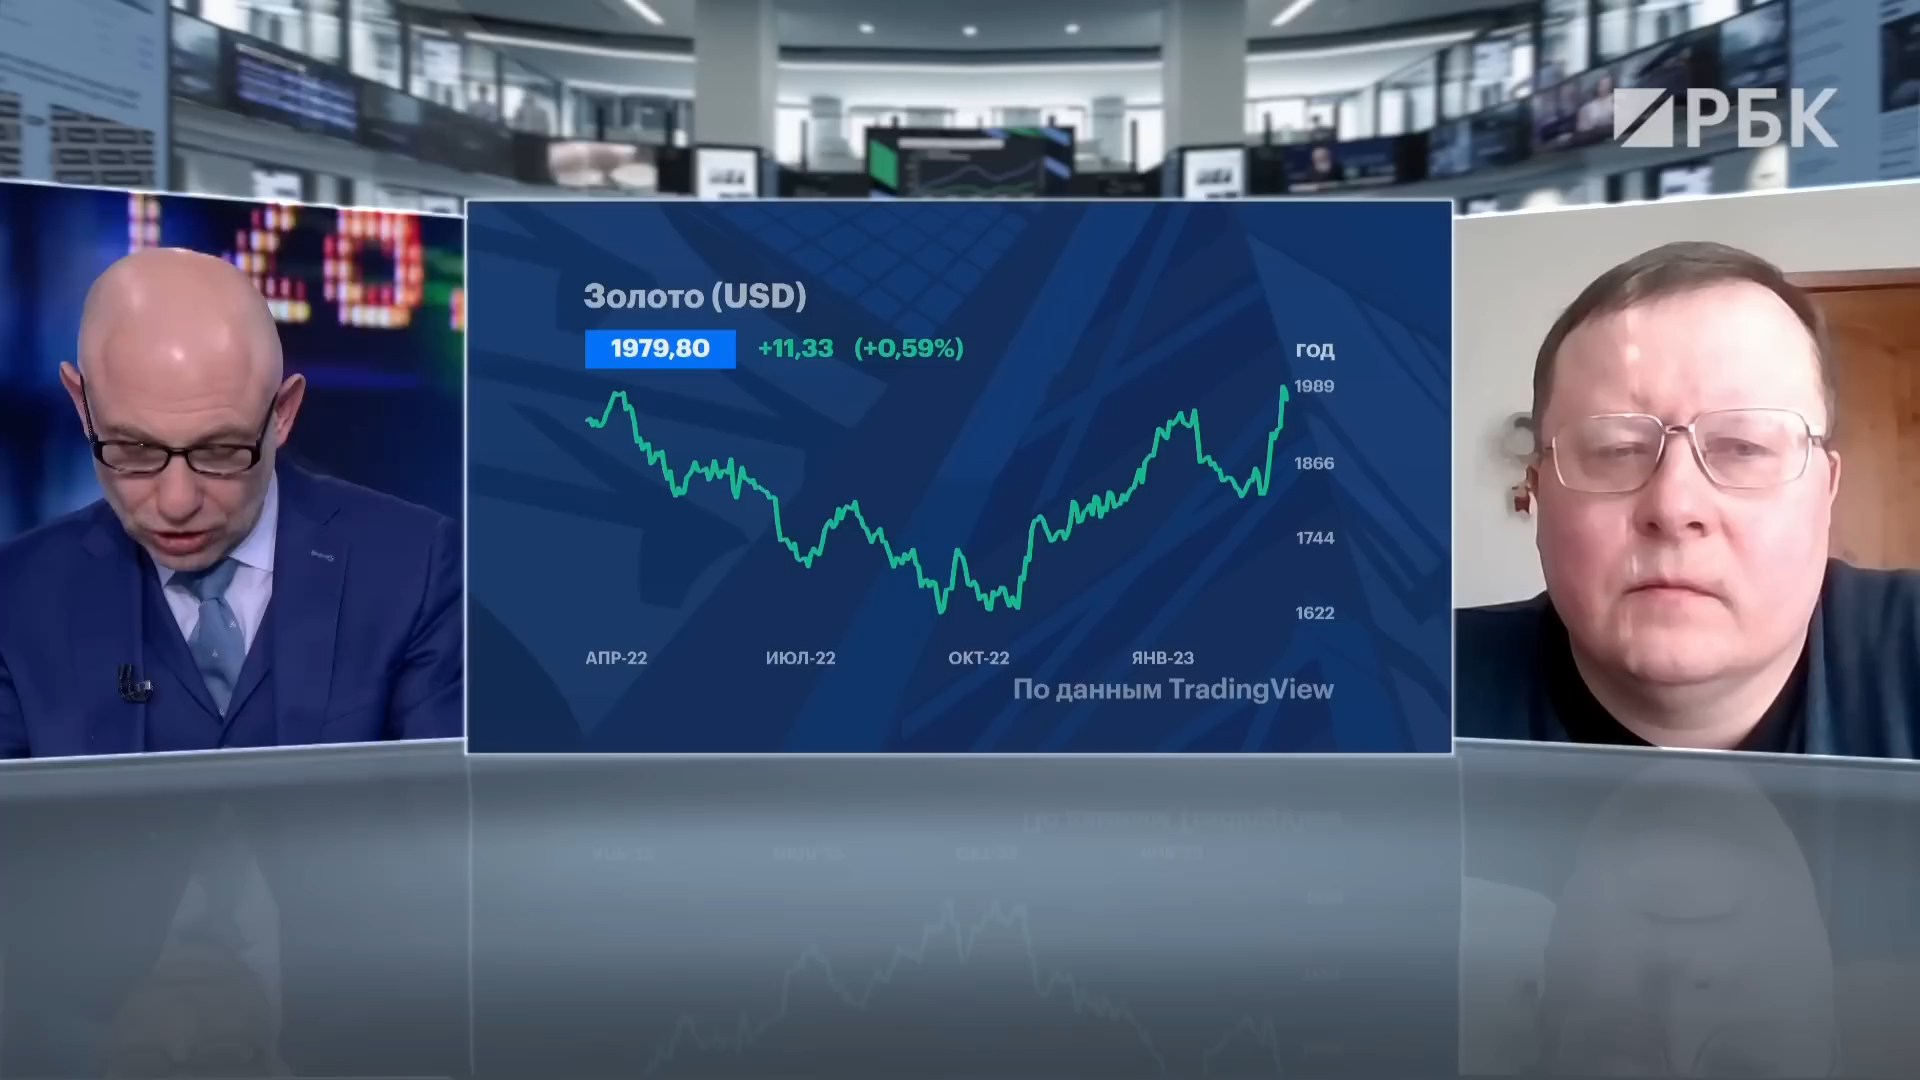 РБК
Золото (USD)
1979,80 +11,33 (+0,59%)
ГОД
1989
1866
1744
1622
АПР-22 ИЮЛ-22 ОКТ-22 ЯНВ-23
По данным TradingView